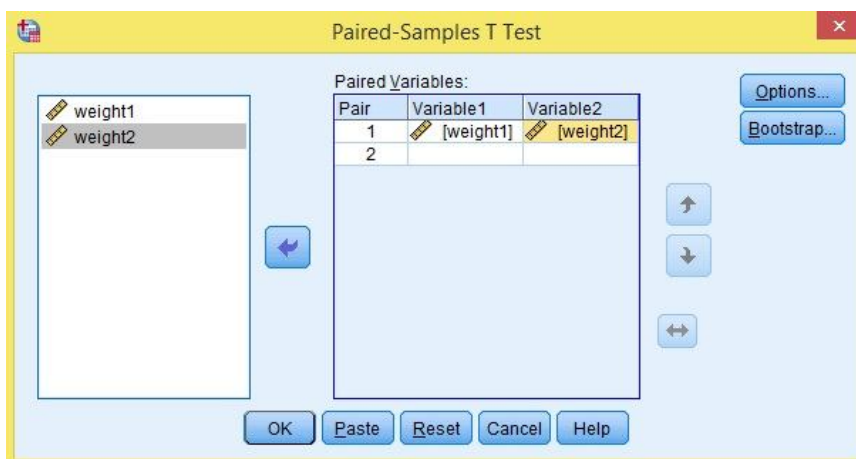 Paired-Samples T Test
weight1
weight2
Paired Variables:
Pair Variable1 Variable2
1 [weight1] [weight2]
2
Options...
Bootstrap...
OK Paste Reset Cancel Help